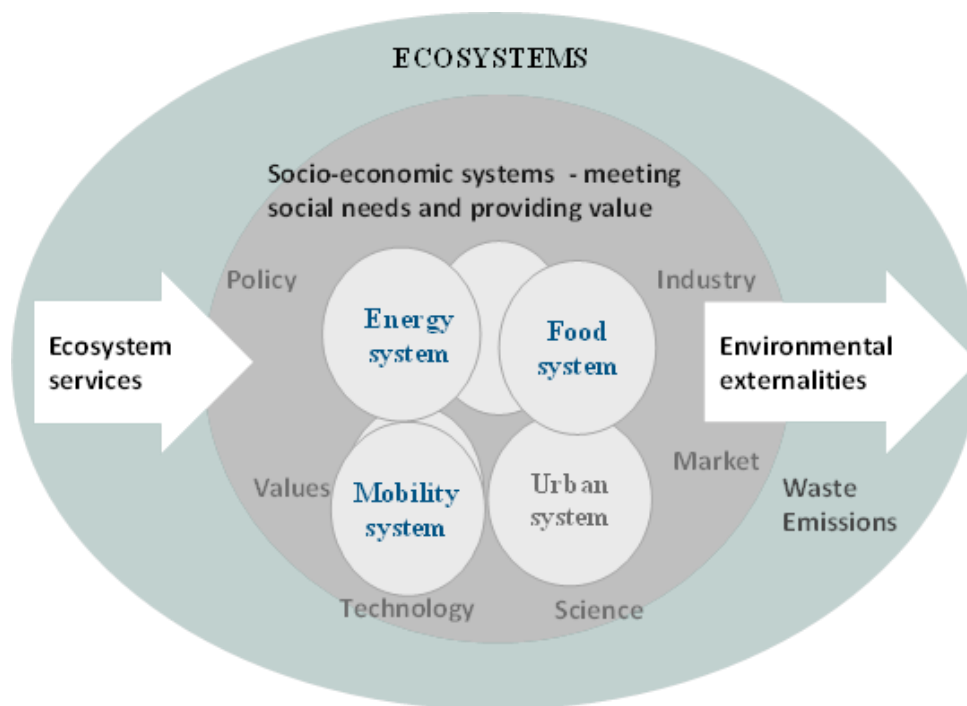 ECOSYSTEMS
Socio-economic systems - meeting
social needs and providing value
Policy
Industry
Energy
system
Food
system
Ecosystem
services
Environmental
externalities
Values
Mobility
system
Urban
system
Market
Waste
Emissions
Technology
Science